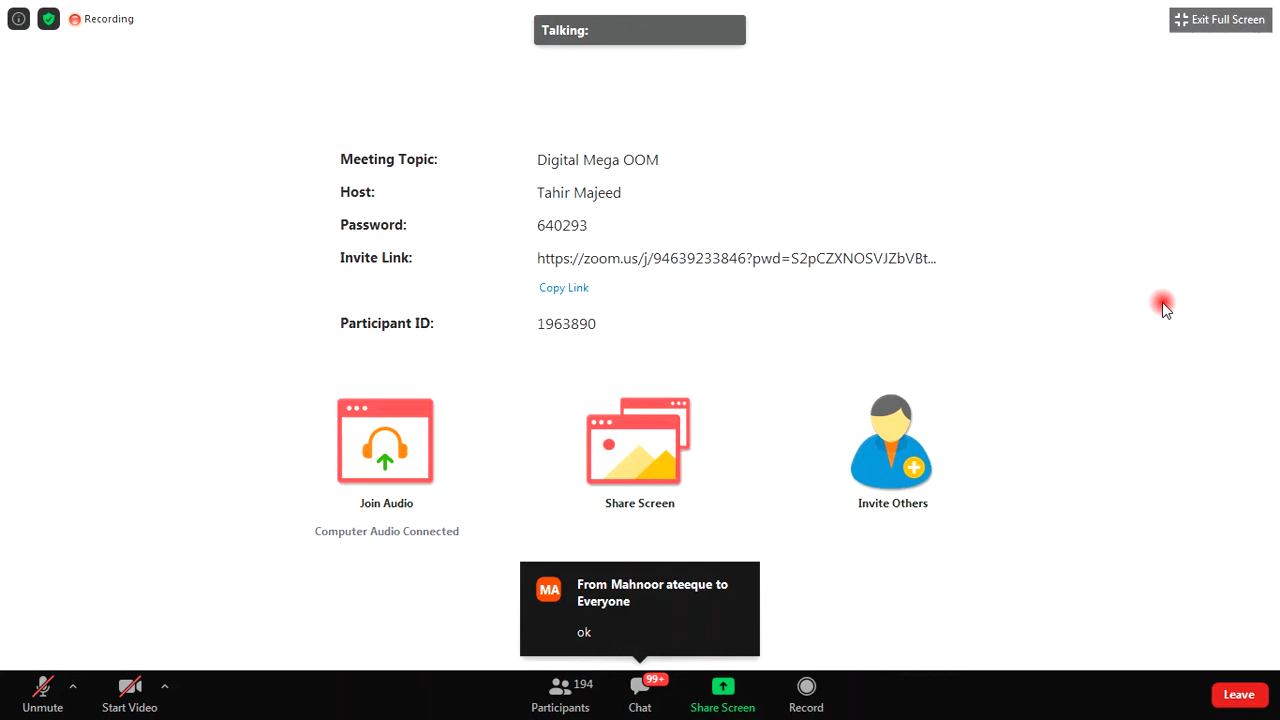 Recording
Talking:
Exit Full Screen
Meeting Topic: Digital Mega OOM
Host: Tahir Majeed
Password: 640293
Invite Link: https://zoom.us/j/94639233846?pwd=S2pCZXNOSVJZbVBt...
Copy Link
Participant ID: 1963890
Join Audio
Share Screen
Invite Others
Computer Audio Connected
MA
From Mahnoor ateeque to
Everyone
ok
194
99+
Unmute
Start Video
Participants
Chat
Share Screen
Record
Leave